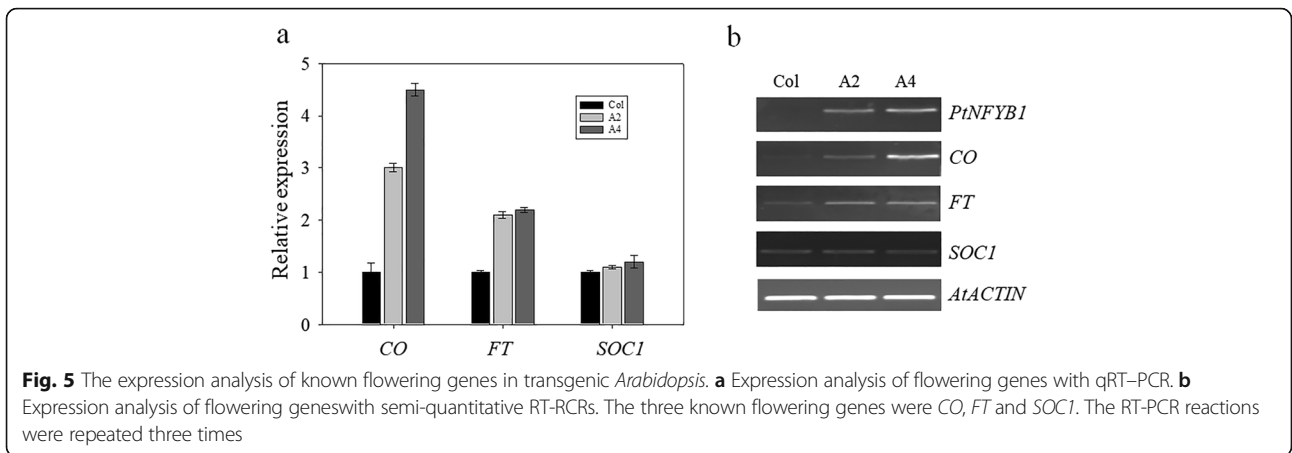 a
b
5
4
3
2
1
0
Relative expression
Col
A2
A4
CO
FT
SOC1
Col A2 A4
PtNFYB1
CO
FT
SOC1
AtACTIN
Fig. 5 The expression analysis of known flowering genes in transgenic Arabidopsis. a Expression analysis of flowering genes with qRT–PCR. b
Expression analysis of flowering geneswith semi-quantitative RT-RCRs. The three known flowering genes were CO, FT and SOC1. The RT-PCR reactions
were repeated three times